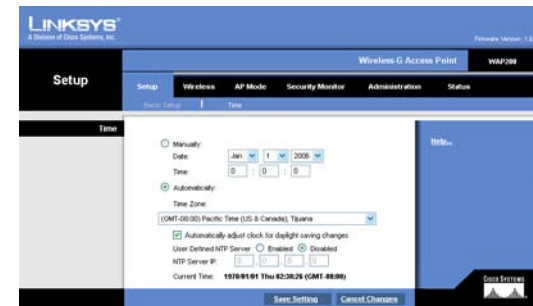 LINKSYS®
A Division of Cisco Systems, Inc.
Firmware Version: 1.0
Wireless-G Access Point
WAP200
Setup
Setup
Wireless
AP Mode
Security Monitor
Administration
Status
Basic Setup
Time
Time
Manually:
Date: Jan 1 2006
Time: 0 : 0 : 0
Automatically:
Time Zone:
(GMT-08:00) Pacific Time (US & Canada), Tijuana
Automatically adjust clock for daylight saving changes
User Defined NTP Server Enabled Disabled
NTP Server IP: 0 . 0 . 0 . 0
Current Time: 1970/01/01 Thu 02:38:26 (GMT -08:00)
Help...
Save Setting
Cancel Changes
CISCO SYSTEMS